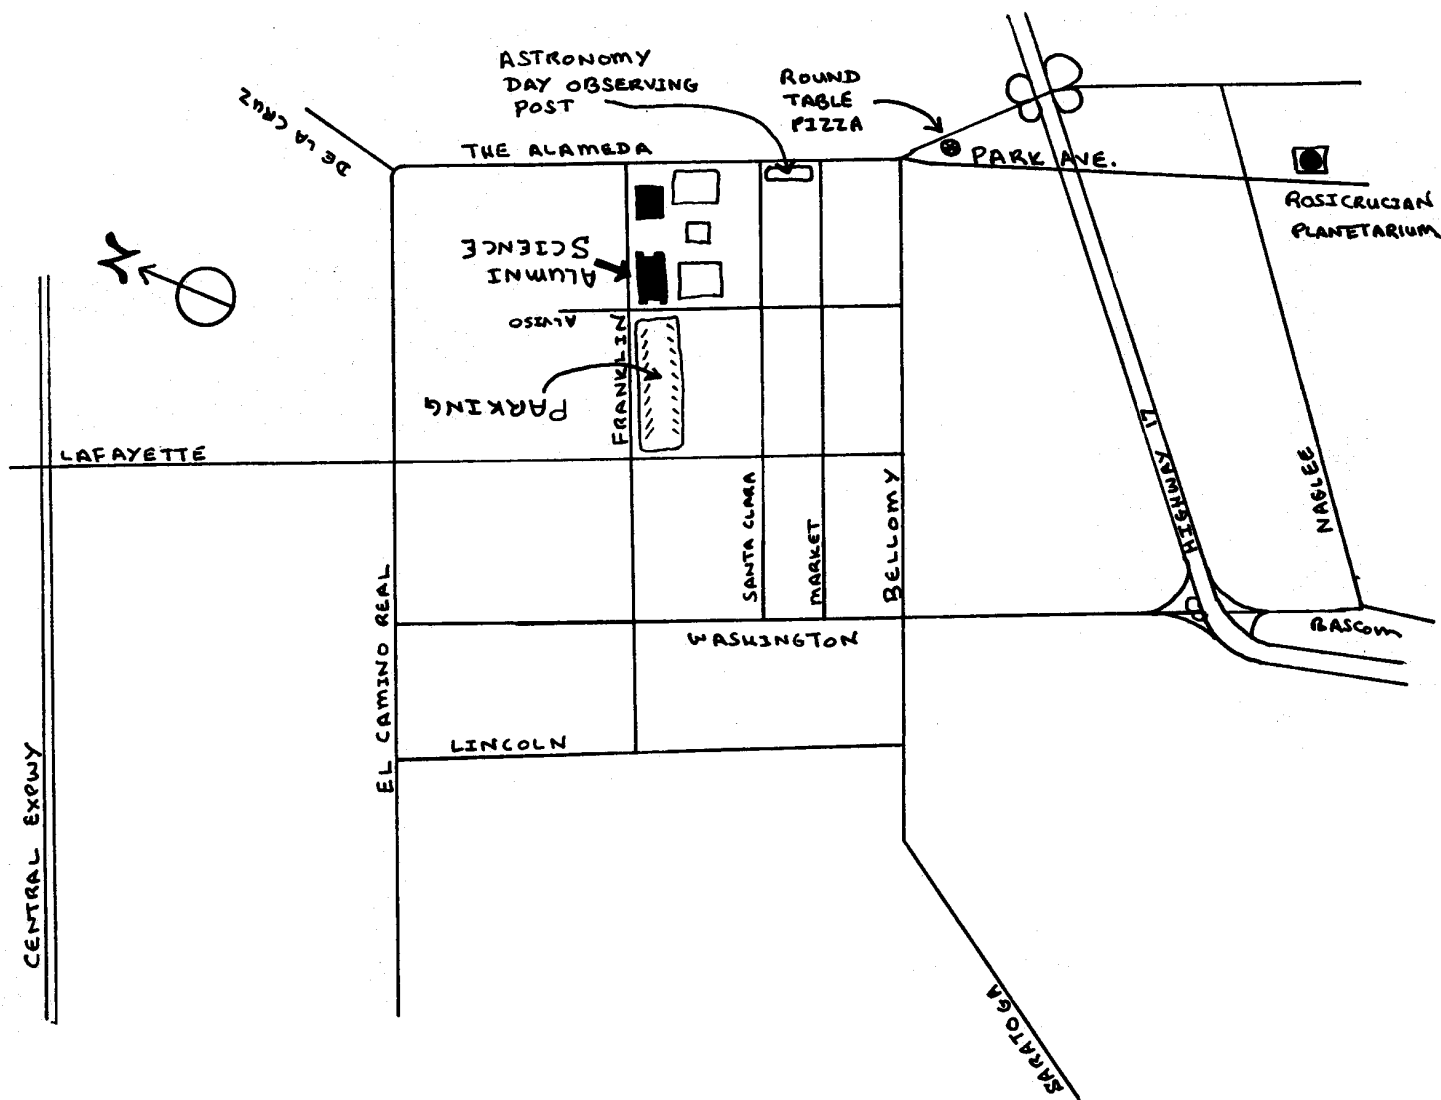 ASTRONOMY
DAY OBSERVING
POST
ROUND
TABLE
PIZZA
DE LA CRUZ
THE ALAMEDA
PARK AVE.
ROSICRUCIAN
PLANETARIUM
N
ALUMNI
SCIENCE
ALVISO
FRANKLIN
PARKING
LAFAYETTE
HIGHWAY 17
NAGLEE
SANTA CLARA
MARKET
BELLOMY
EL CAMINO REAL
WASHINGTON
BASCOM
LINCOLN
CENTRAL EXPWY
SARATOGA